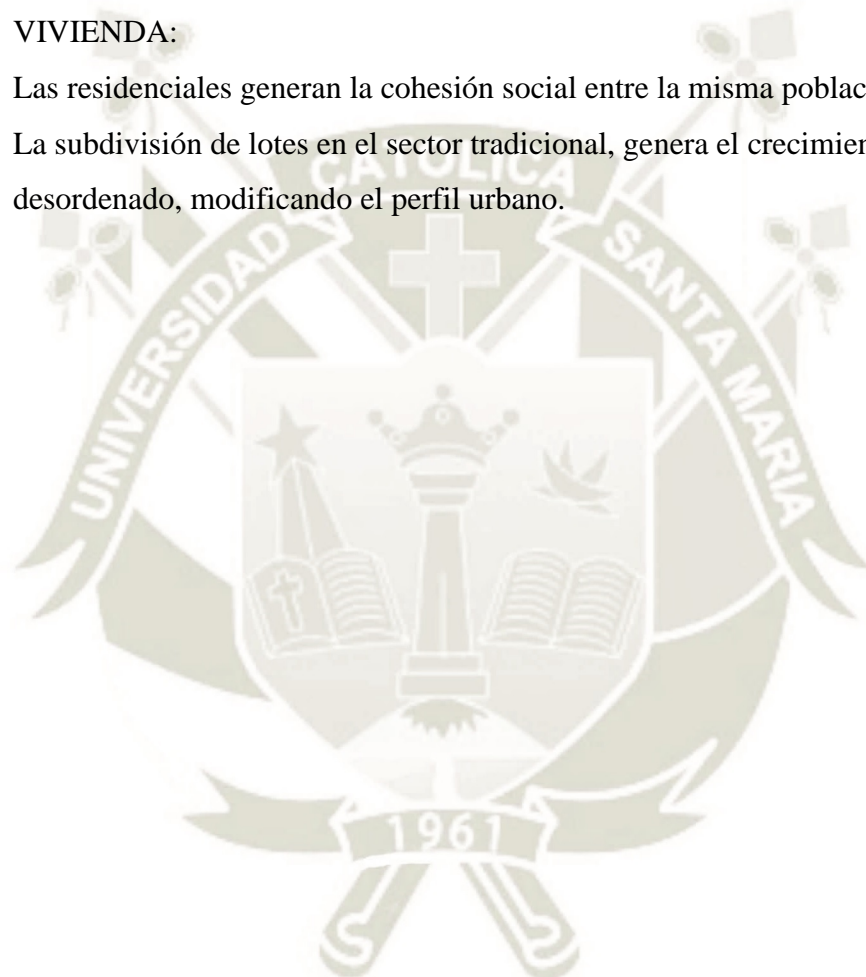 VIVIENDA:
Las residenciales generan la cohesión social entre la misma
La subdivisión de lotes en el sector tradicional, genera el
desordenado, modificando el perfil urbano.
UNIVERSIDAD CATOLICA SANTA MARIA
1961